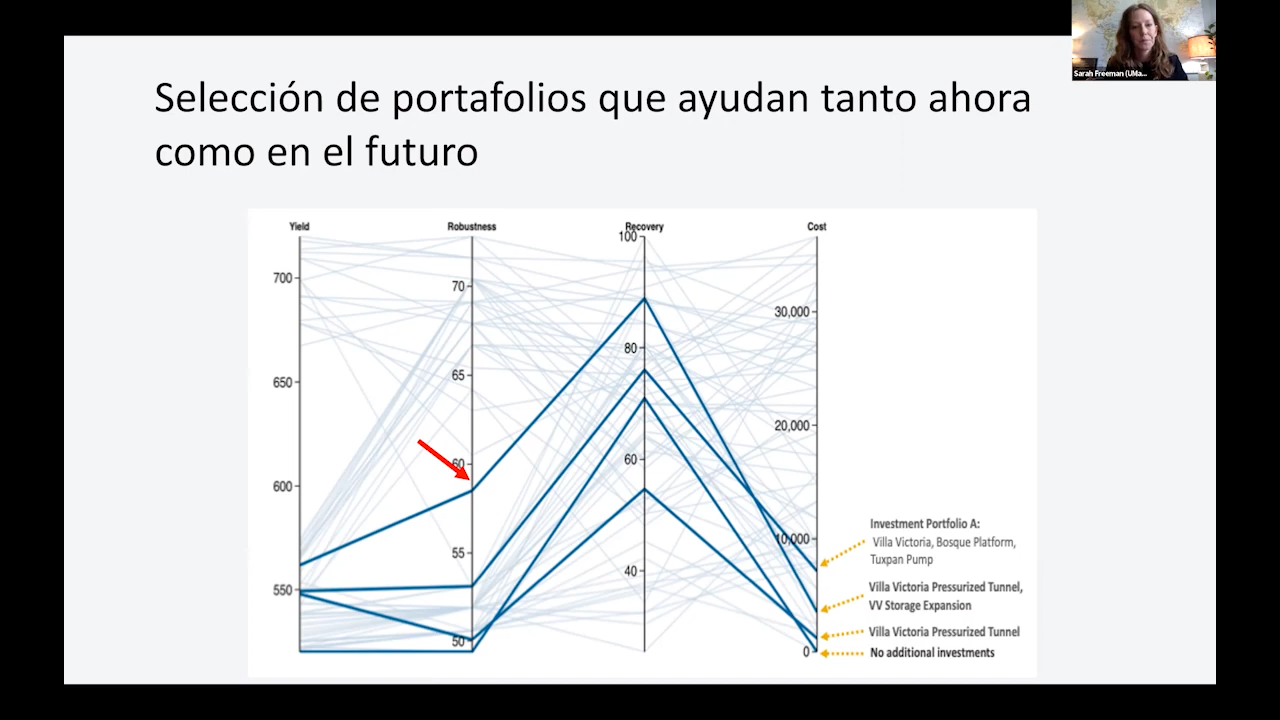 Sarah Freeman (UMa...
Selección de portafolios que ayudan tanto ahora
como en el futuro
Yield
Robustness
Recovery
Cost
700
650
600
550
70
65
60
55
50
100
80
60
40
30,000
20,000
10,000
0
Investment Portfolio A:
Villa Victoria, Bosque Platform,
Tuxpan Pump
Villa Victoria Pressurized Tunnel,
VV Storage Expansion
Villa Victoria Pressurized Tunnel
No additional investments